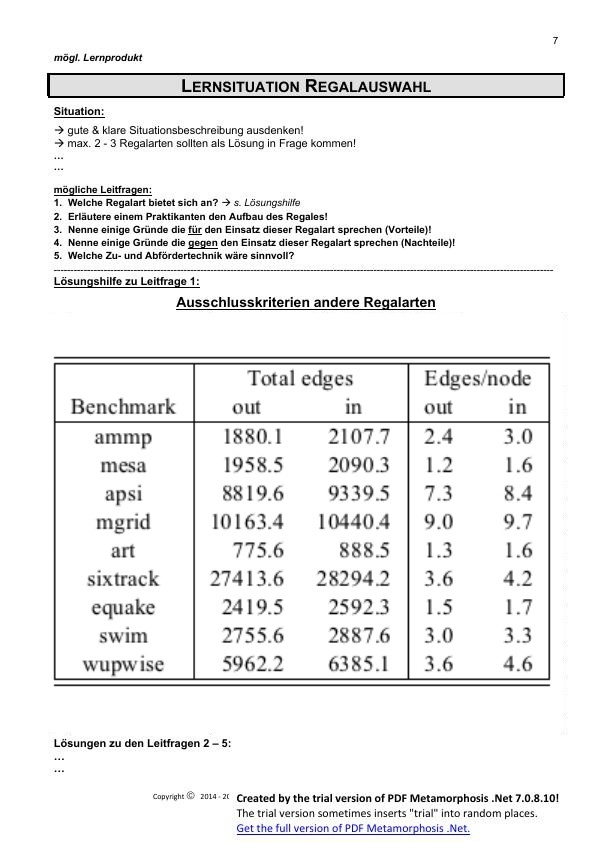 7
mögl. Lernprodukt
LERNSITUATION REGALAUSWAHL
Situation:
→ gute & klare Situationsbeschreibung ausdenken!
→ max. 2 - 3 Regalarten sollten als Lösung in Frage kommen!
...
...
mögliche Leitfragen:
1. Welche Regalart bietet sich an? → s. Lösungshilfe
2. Erläutere einem Praktikanten den Aufbau des Regales!
3. Nenne einige Gründe die für den Einsatz dieser Regalart sprechen (Vorteile)!
4. Nenne einige Gründe die gegen den Einsatz dieser Regalart sprechen (Nachteile)!
5. Welche Zu- und Abfördertechnik wäre sinnvoll?
Lösungshilfe zu Leitfrage 1:
Ausschlusskriterien andere Regalarten
Total edges Edges/node
Benchmark out in out in
ammp 1880.1 2107.7 2.4 3.0
mesa 1958.5 2090.3 1.2 1.6
apsi 8819.6 9339.5 7.3 8.4
mgrid 10163.4 10440.4 9.0 9.7
art 775.6 888.5 1.3 1.6
sixtrack 27413.6 28294.2 3.6 4.2
equake 2419.5 2592.3 1.5 1.7
swim 2755.6 2887.6 3.0 3.3
wupwise 5962.2 6385.1 3.6 4.6
Lösungen zu den Leitfragen 2 – 5:
...
...
Copyright © 2014 - 20
Created by the trial version of PDF Metamorphosis .Net 7.0.8.10!
The trial version sometimes inserts "trial" into random places.
Get the full version of PDF Metamorphosis .Net.